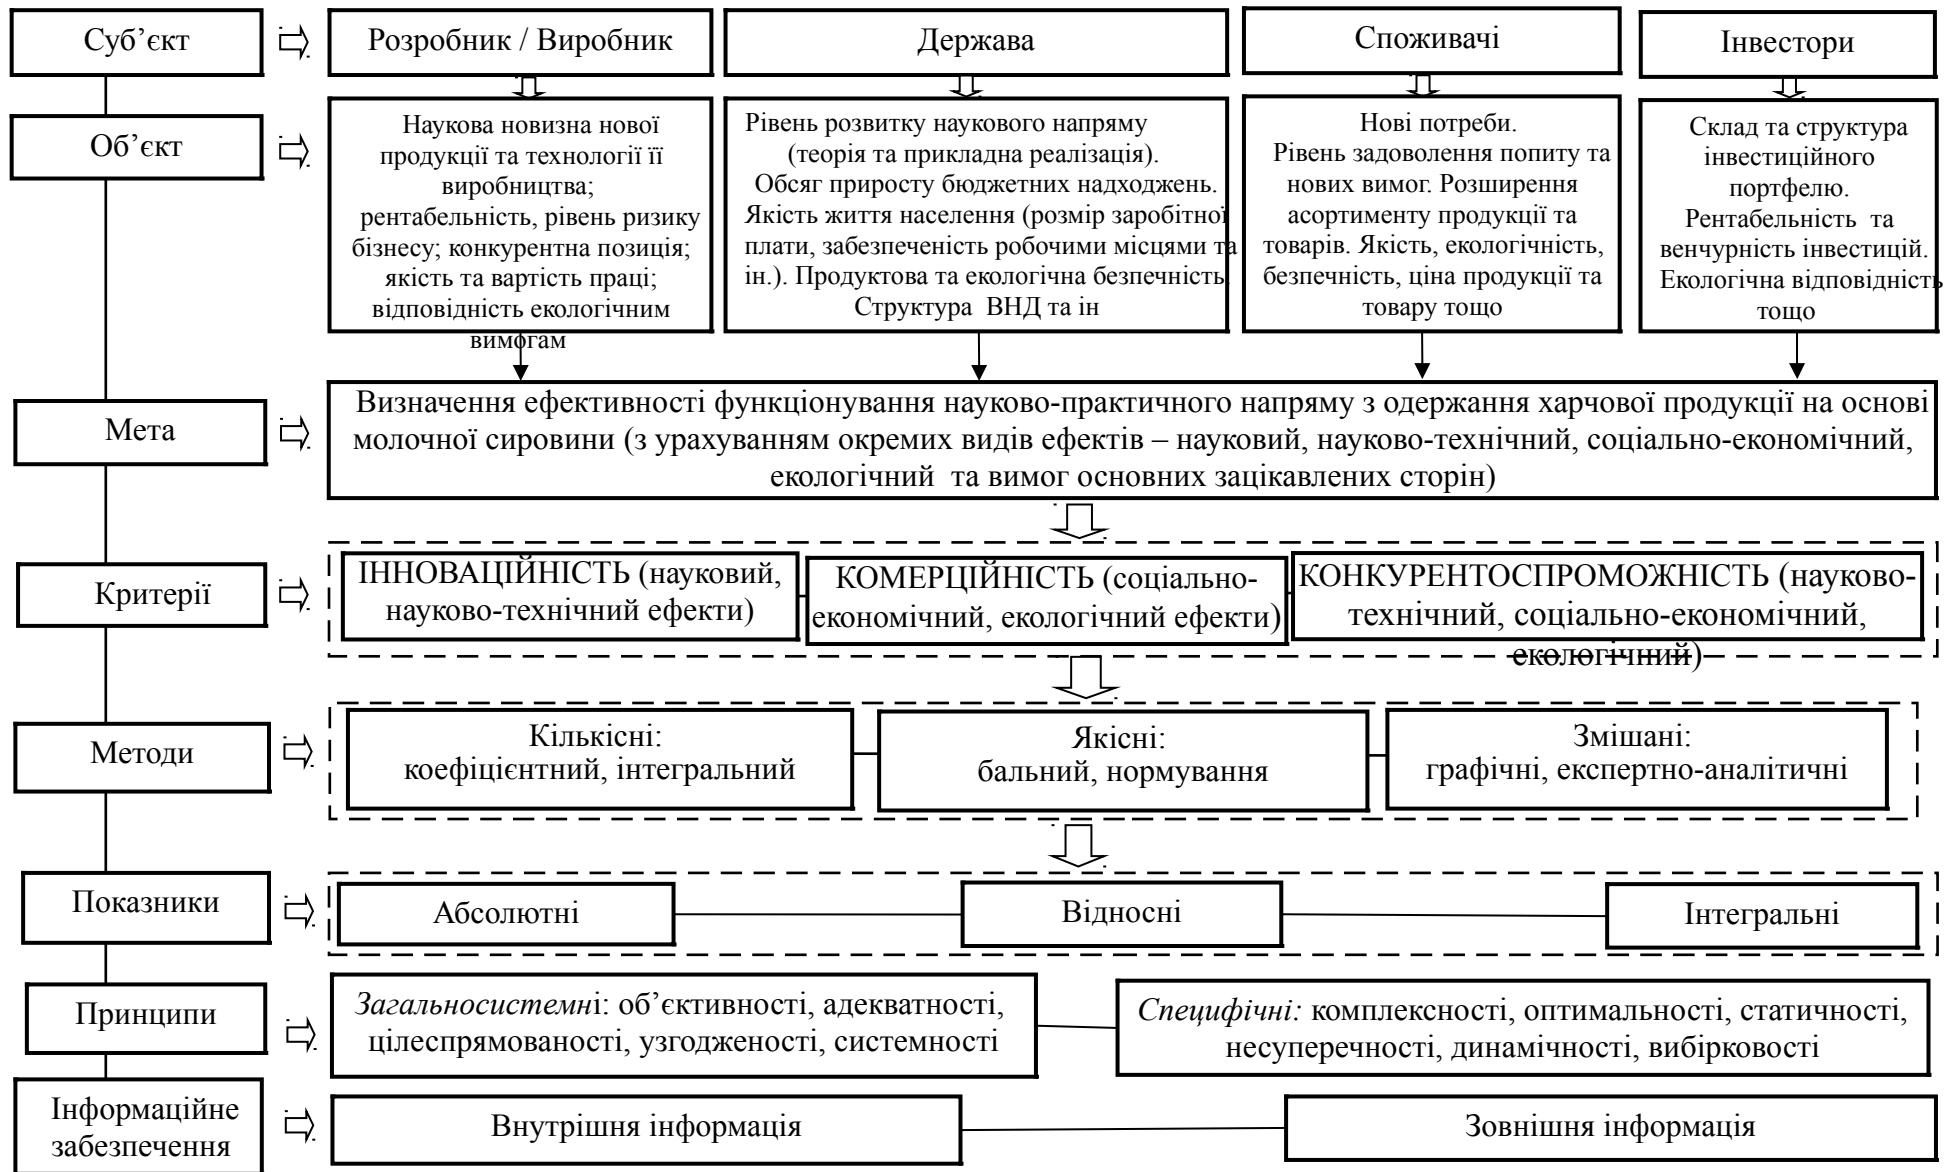 Суб’єкт
Розробник / Виробник
Держава
Споживачі
Інвестори
Об’єкт
Наукова новизна нової
продукції та технології її
виробництва;
рентабельність, рівень ризику
бізнесу; конкурентна позиція;
якість та вартість праці;
відповідність екологічним
вимогам
Рівень розвитку наукового напряму
(теорія та прикладна реалізація).
Обсяг приросту бюджетних надходжень.
Якість життя населення (розмір заробітної
плати, забезпеченість робочими місцями та
ін.). Продуктова та екологічна безпечність.
Структура ВНД та ін
Нові потреби.
Рівень задоволення попиту та
нових вимог. Розширення
асортименту продукції та
товарів. Якість, екологічність,
безпечність, ціна продукції та
товару тощо
Склад та структура
інвестиційного
портфелю.
Рентабельність та
венчурність інвестицій.
Екологічна відповідність
тощо
Мета
Визначення ефективності функціонування науково-практичного напряму з одержання харчової продукції на основі
молочної сировини (з урахуванням окремих видів ефектів – науковий, науково-технічний, соціально-економічний,
екологічний та вимог основних зацікавлених сторін)
Критерії
ІННОВАЦІЙНІСТЬ (науковий,
науково-технічний ефекти)
КОМЕРЦІЙНІСТЬ (соціально-
економічний, екологічний ефекти)
КОНКУРЕНТОСПРОМОЖНІСТЬ (науково-
технічний, соціально-економічний,
екологічний)
Методи
Кількісні:
коефіцієнтний, інтегральний
Якісні:
бальний, нормування
Змішані:
графічні, експертно-аналітичні
Показники
Абсолютні
Відносні
Інтегральні
Принципи
Загальносистемні: об’єктивності, адекватності,
цілеспрямованості, узгодженості, системності
Специфічні: комплексності, оптимальності, статичності,
несуперечності, динамічності, вибірковості
Інформаційне
забезпечення
Внутрішня інформація
Зовнішня інформація